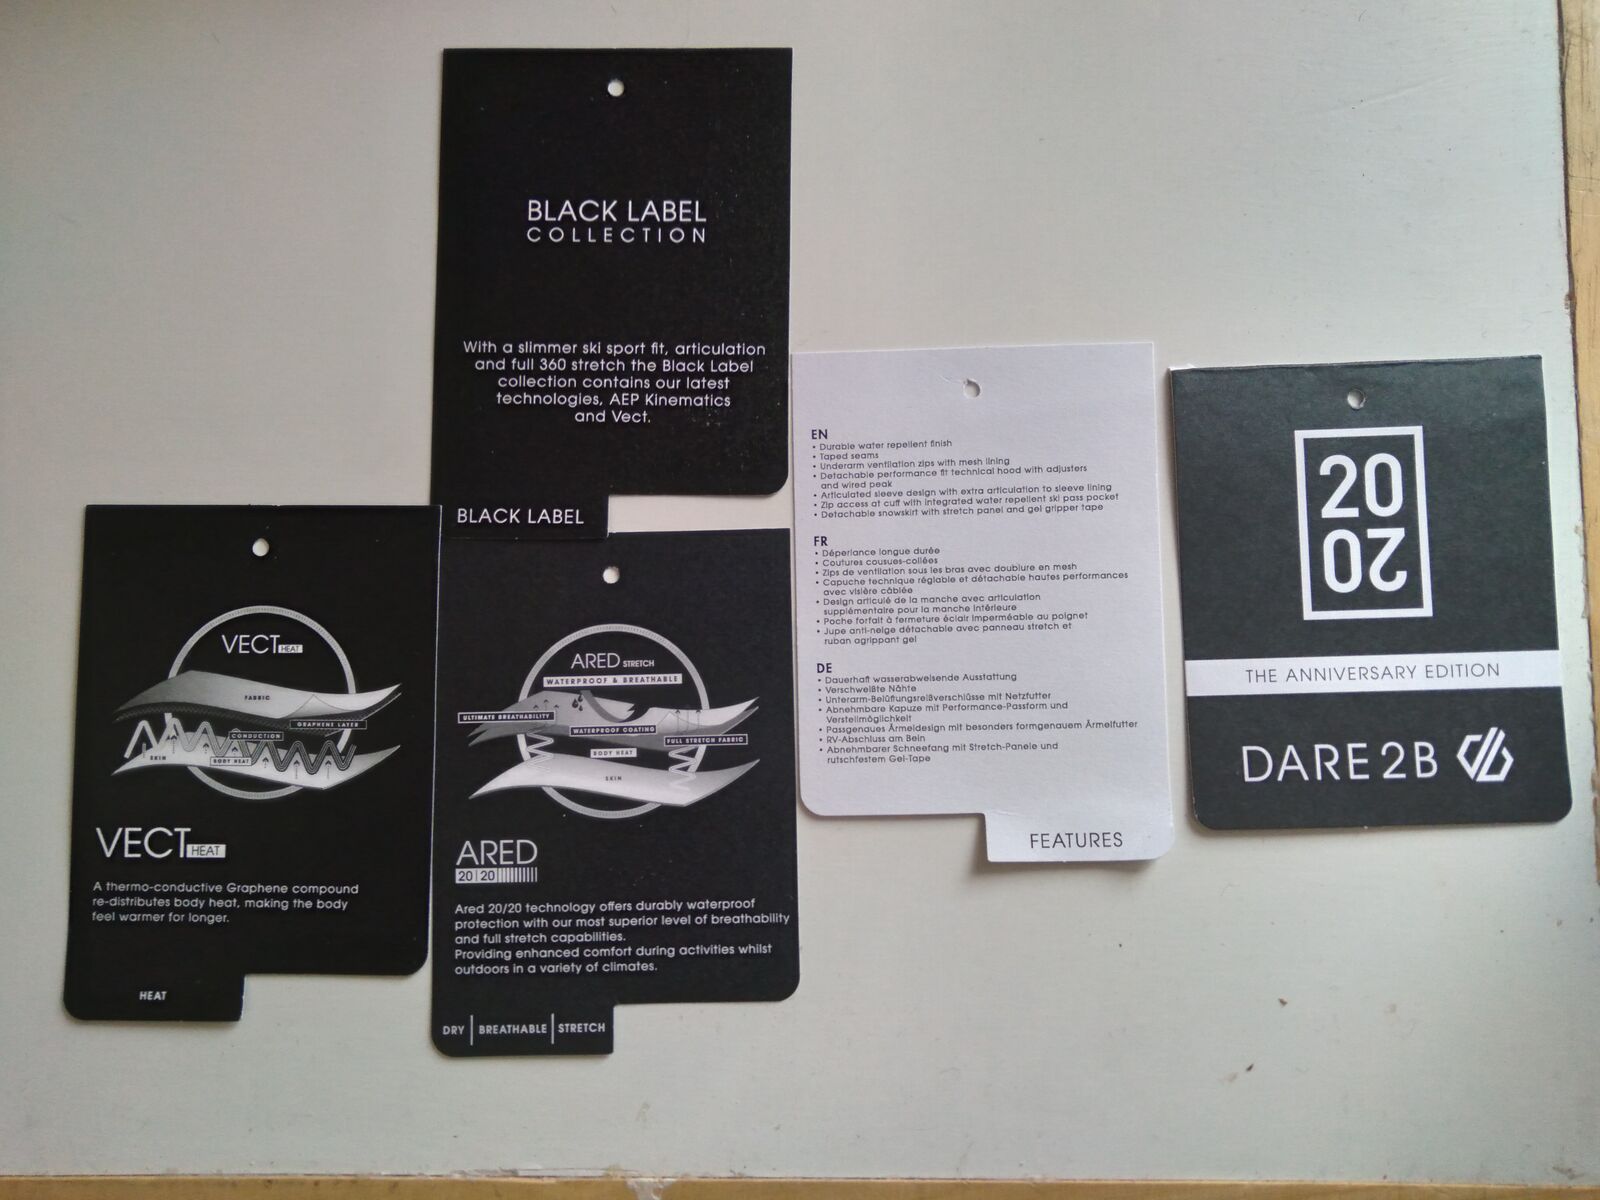 BLACK LABEL
COLLECTION
With a slimmer ski sport fit, articulation
and full 360 stretch the Black Label
collection contains our latest
technologies, AEP Kinematics
and Vect.
BLACK LABEL
VECT HEAT
FABRIC
GRAPHENE LAYER
CONDUCTION
SKIN
BODY HEAT
VECT HEAT
A thermo-conductive Graphene compound
re-distributes body heat, making the body
feel warmer for longer.
HEAT
ARED STRETCH
WATERPROOF & BREATHABLE
ULTIMATE BREATHABILITY
WATERPROOF COATING
FULL STRETCH FABRIC
BODY HEAT
SKIN
ARED
20|20
Ared 20/20 technology offers durably waterproof
protection with our most superior level of breathability
and full stretch capabilities.
Providing enhanced comfort during activities whilst
outdoors in a variety of climates.
DRY | BREATHABLE | STRETCH
EN
• Durable water repellent finish
• Taped seams
• Underarm ventilation zips with mesh lining
• Detachable performance fit technical hood with adjusters
and wired peak
• Articulated sleeve design with extra articulation to sleeve lining
• Zip access at cuff with integrated water repellent ski pass pocket
• Detachable snowskirt with stretch panel and gel gripper tape
FR
• Déperlance longue durée
• Coutures cousues-collées
• Zips de ventilation sous les bras avec doublure en mesh
• Capuche technique réglable et détachable hautes performances
avec visière câblée
• Design articulé de la manche avec articulation
supplémentaire pour la manche intérieure
• Poche forfait à fermeture éclair imperméable au poignet
• Jupe anti-neige détachable avec panneau stretch et
ruban agrippant gel
DE
• Dauerhaft wasserabweisende Ausstattung
• Verschweißte Nähte
• Unterarm-Belüftungsreißverschlüsse mit Netzfutter
• Abnehmbare Kapuze mit Performance-Passform und
Verstellmöglichkeit
• Passgenaues Ärmeldesign mit besonders formgenauem Ärmelfutter
• RV-Abschluss am Bein
• Abnehmbarer Schneefang mit Stretch-Panele und
rutschfestem Gel-Tape
FEATURES
20
20
THE ANNIVERSARY EDITION
DARE 2B